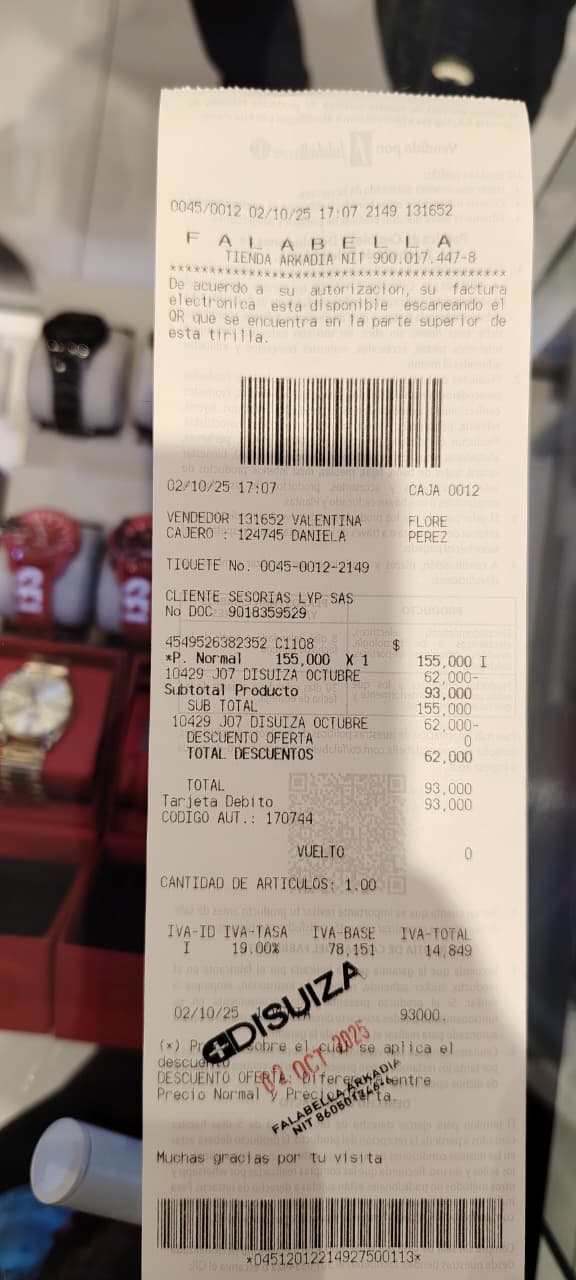 0045/0012 02/10/25 17:07 2149 131652
F A L A B E L L A
TIENDA ARKADIA NIT 900.017.447-8
****************************************************
De acuerdo a su autorizacion, su factura
electronica esta disponible escaneando el
QR que se encuentra en la parte superior de
esta tirilla.
02/10/25 17:07 CAJA 0012
VENDEDOR 131652 VALENTINA FLORE
CAJERO : 124745 DANIELA PEREZ
TIQUETE No. 0045-0012-2149
CLIENTE SESORIAS LYP SAS
No DOC 9018359529
4549526382352 C1108 $
*P. Normal 155,000 X 1 155,000 I
10429 J07 DISUIZA OCTUBRE 62,000-
Subtotal Producto 93,000
SUB TOTAL 155,000
10429 J07 DISUIZA OCTUBRE 62,000-
DESCUENTO OFERTA 0
TOTAL DESCUENTOS 62,000
TOTAL 93,000
Tarjeta Debito 93,000
CODIGO AUT.: 170744
VUELTO 0
CANTIDAD DE ARTICULOS: 1.00
IVA-ID IVA-TASA IVA-BASE IVA-TOTAL
I 19.00% 78,151 14,849
02/10/25 93000.
DISUIZA
02 OCT 2025
FALABELLA ARKADIA
(*) sobre el cual se aplica el
descuento
DESCUENTO OFERTA: Diferencia entre
Precio Normal y Precio Oferta.
Muchas gracias por tu visita
*04512012214927500113*